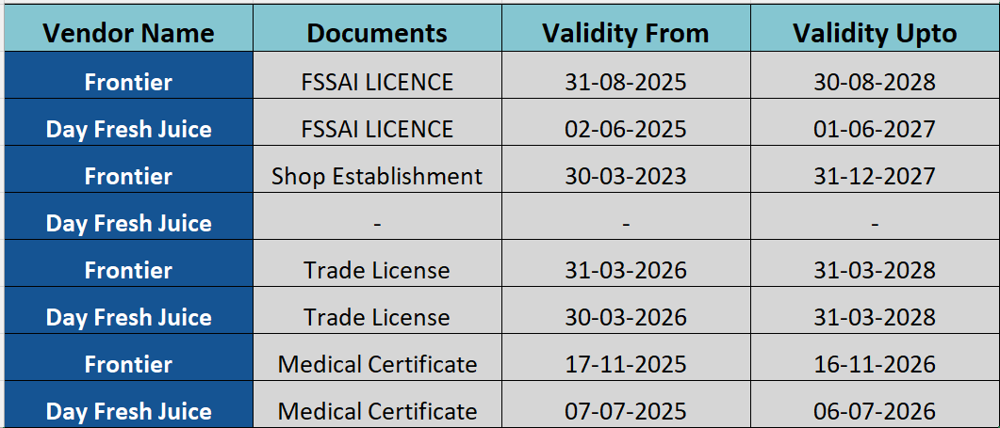 Vendor Name Documents Validity From Validity Upto
Frontier FSSAI LICENCE 31-08-2025 30-08-2028
Day Fresh Juice FSSAI LICENCE 02-06-2025 01-06-2027
Frontier Shop Establishment 30-03-2023 31-12-2027
Day Fresh Juice - - -
Frontier Trade License 31-03-2026 31-03-2028
Day Fresh Juice Trade License 30-03-2026 31-03-2028
Frontier Medical Certificate 17-11-2025 16-11-2026
Day Fresh Juice Medical Certificate 07-07-2025 06-07-2026